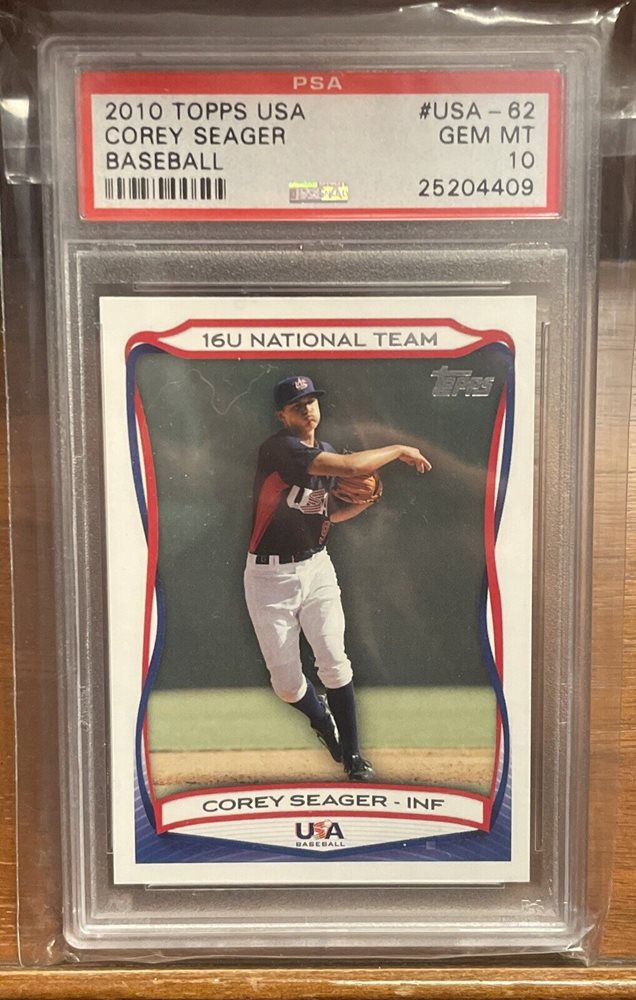 PSA
2010 TOPPS USA #USA-62
COREY SEAGER GEM MT
BASEBALL 10
25204409
16U NATIONAL TEAM
TOPPS
USA
COREY SEAGER - INF
USA
BASEBALL